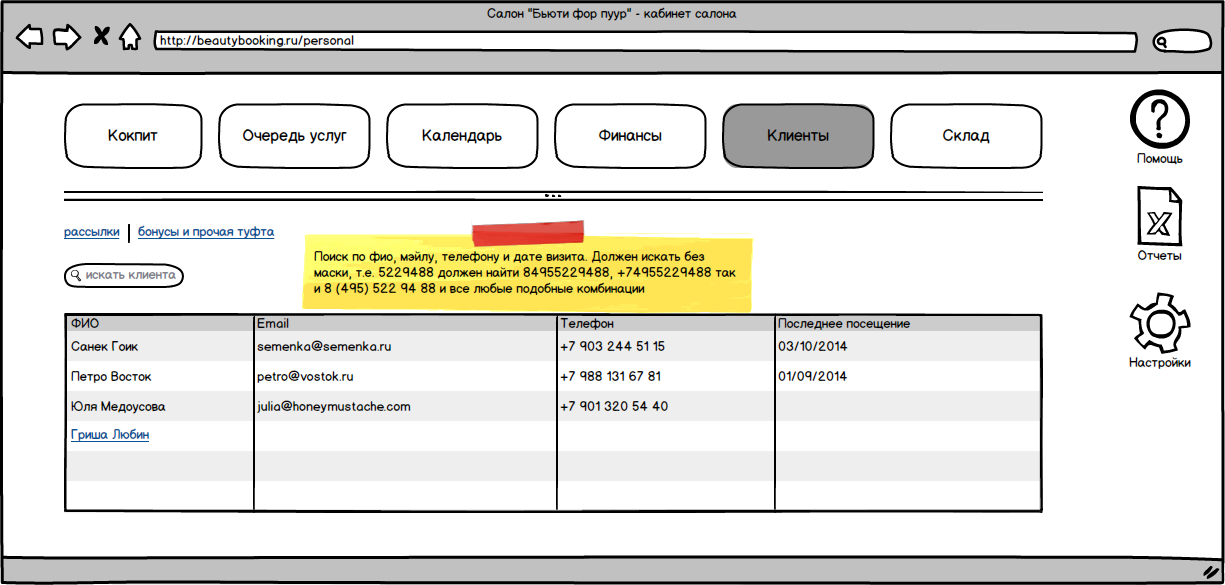 Салон "Бьюти фор пуур" - кабинет салона
http://beautybooking.ru/personal
Кокпит
Очередь услуг
Календарь
Финансы
Клиенты
Склад
Помощь
Отчеты
Настройки
рассылки | бонусы и прочая туфта
искать клиента
Поиск по фио, мэйлу, телефону и дате визита. Должен искать без
маски, т.е. 5229488 должен найти 84955229488, +74955229488 так
и 8 (495) 522 94 88 и все любые подобные комбинации
ФИО Email Телефон Последнее посещение
Санек Гоик semenka@semenka.ru +7 903 244 51 15 03/10/2014
Петро Восток petro@vostok.ru +7 988 131 67 81 01/09/2014
Юля Медоусова julia@honeymustache.com +7 901 320 54 40
Гриша Любин